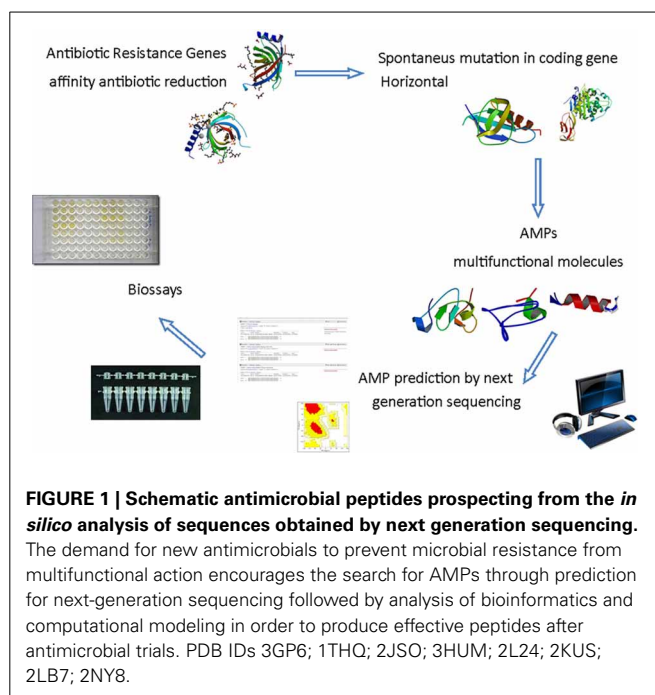 Antibiotic Resistance Genes
affinity antibiotic reduction
Spontaneus mutation in coding gene
Horizontal
AMPs
multifunctional molecules
Biossays
AMP prediction by next
generation sequencing
FIGURE 1 | Schematic antimicrobial peptides prospecting from the in
silico analysis of sequences obtained by next generation sequencing.
The demand for new antimicrobials to prevent microbial resistance from
multifunctional action encourages the search for AMPs through prediction
for next-generation sequencing followed by analysis of bioinformatics and
computational modeling in order to produce effective peptides after
antimicrobial trials. PDB IDs 3GP6; 1THQ; 2JSO; 3HUM; 2L24; 2KUS;
2LB7; 2NY8.